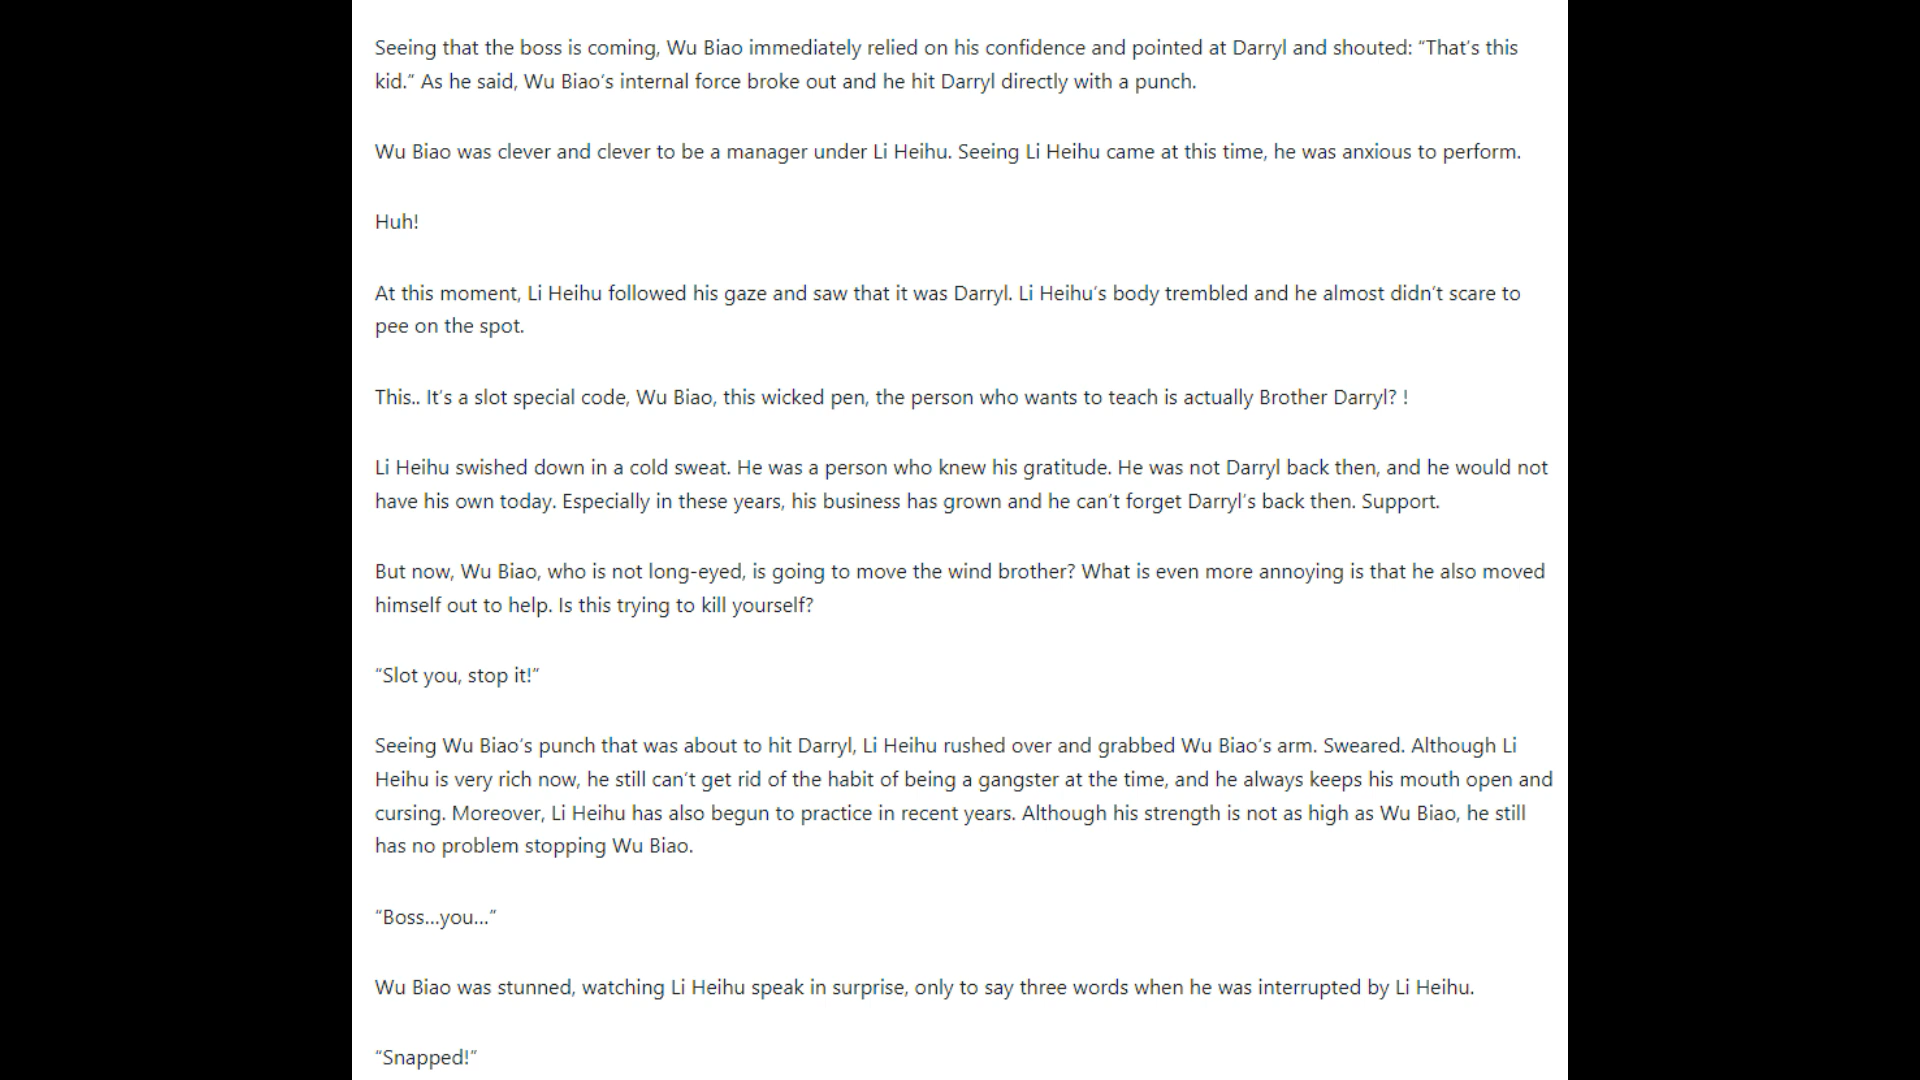 Seeing that the boss is coming, Wu Biao immediately relied on his confidence and pointed at Darryl and shouted: “That’s this
kid.” As he said, Wu Biao’s internal force broke out and he hit Darryl directly with a punch.
Wu Biao was clever and clever to be a manager under Li Heihu. Seeing Li Heihu came at this time, he was anxious to perform.
Huh!
At this moment, Li Heihu followed his gaze and saw that it was Darryl. Li Heihu’s body trembled and he almost didn’t scare to
pee on the spot.
This.. It’s a slot special code, Wu Biao, this wicked pen, the person who wants to teach is actually Brother Darryl? !
Li Heihu swished down in a cold sweat. He was a person who knew his gratitude. He was not Darryl back then, and he would not
have his own today. Especially in these years, his business has grown and he can’t forget Darryl’s back then. Support.
But now, Wu Biao, who is not long-eyed, is going to move the wind brother? What is even more annoying is that he also moved
himself out to help. Is this trying to kill yourself?
“Slot you, stop it!”
Seeing Wu Biao’s punch that was about to hit Darryl, Li Heihu rushed over and grabbed Wu Biao’s arm. Sweared. Although Li
Heihu is very rich now, he still can’t get rid of the habit of being a gangster at the time, and he always keeps his mouth open and
cursing. Moreover, Li Heihu has also begun to practice in recent years. Although his strength is not as high as Wu Biao, he still
has no problem stopping Wu Biao.
“Boss...you...”
Wu Biao was stunned, watching Li Heihu speak in surprise, only to say three words when he was interrupted by Li Heihu.
“Snapped!”